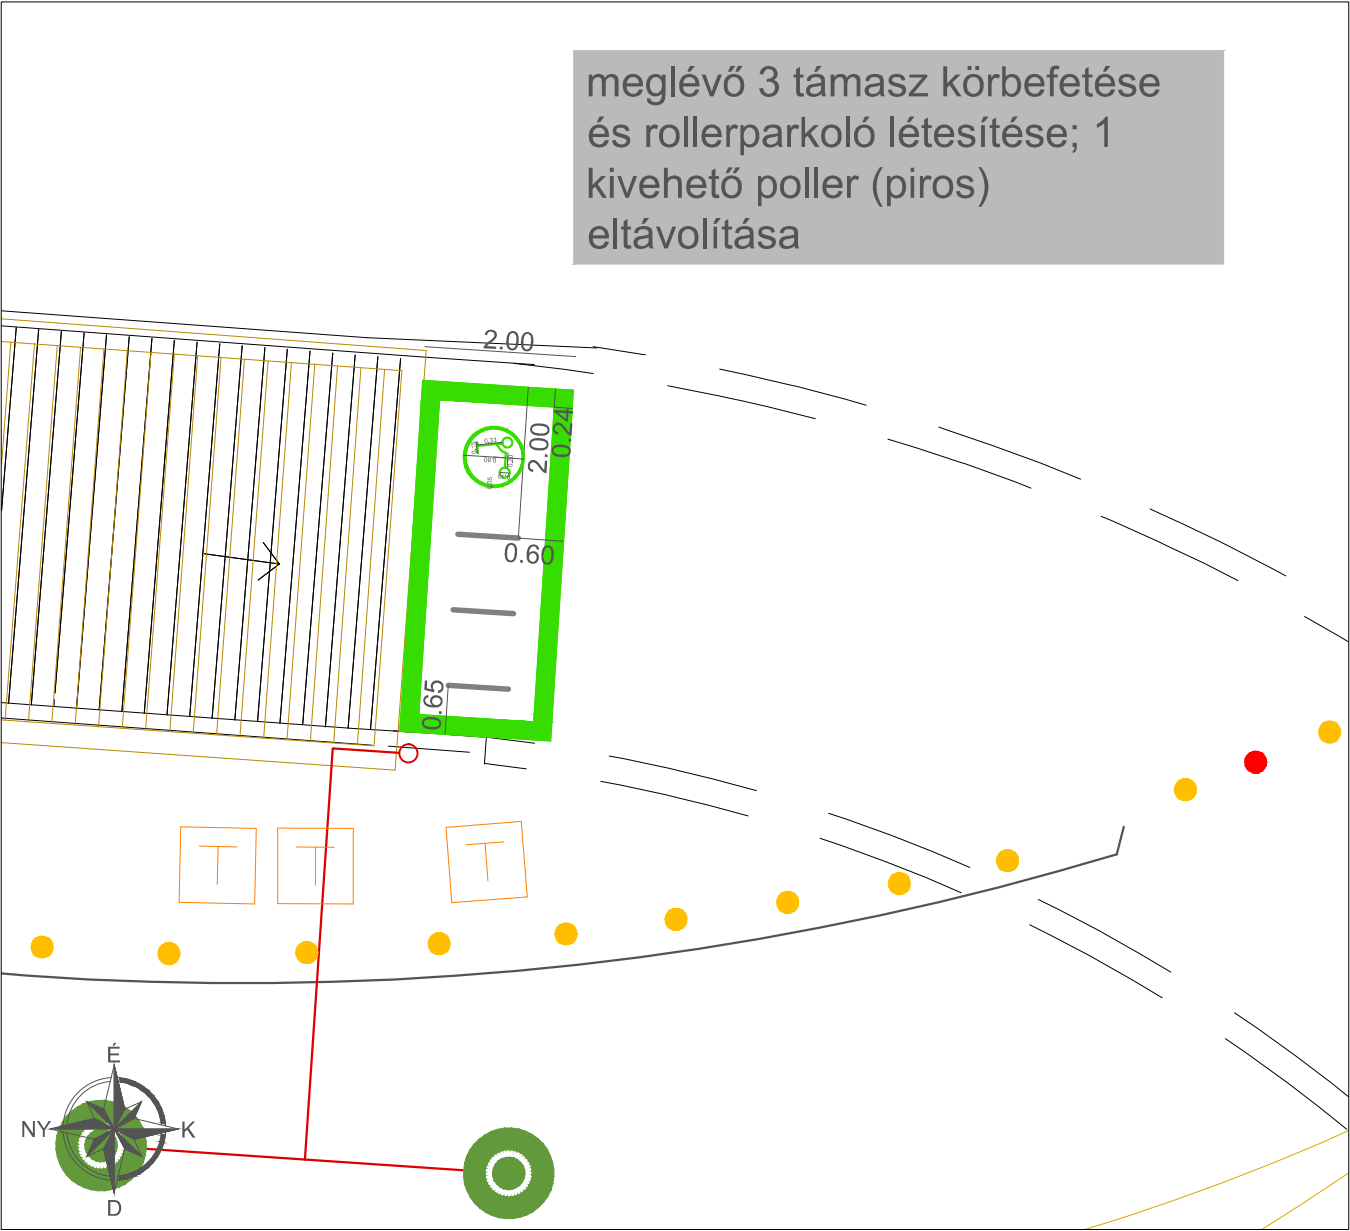 meglévő 3 támasz körbefetése
és rollerparkoló létesítése; 1
kivehető poller (piros)
eltávolítása
2.00
2.00
0.24
0.60
0.65
T
T
T
É
NY
K
D